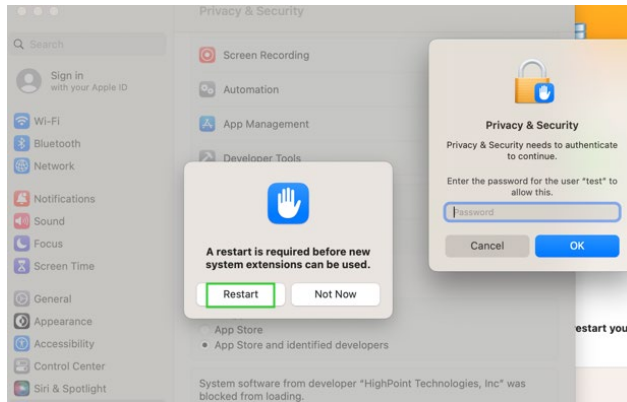 Privacy & Security
Search
Sign in
with your Apple ID
Wi-Fi
Bluetooth
Network
Notifications
Sound
Focus
Screen Time
General
Appearance
Accessibility
Control Center
Siri & Spotlight
Screen Recording
Automation
App Management
Developer Tools
A restart is required before new
system extensions can be used.
Restart
Not Now
App Store
App Store and identified developers
System software from developer "HighPoint Technologies, Inc" was
blocked from loading.
Privacy & Security
Privacy & Security needs to authenticate
to continue.
Enter the password for the user "test" to
allow this.
Password
Cancel
OK
estart you